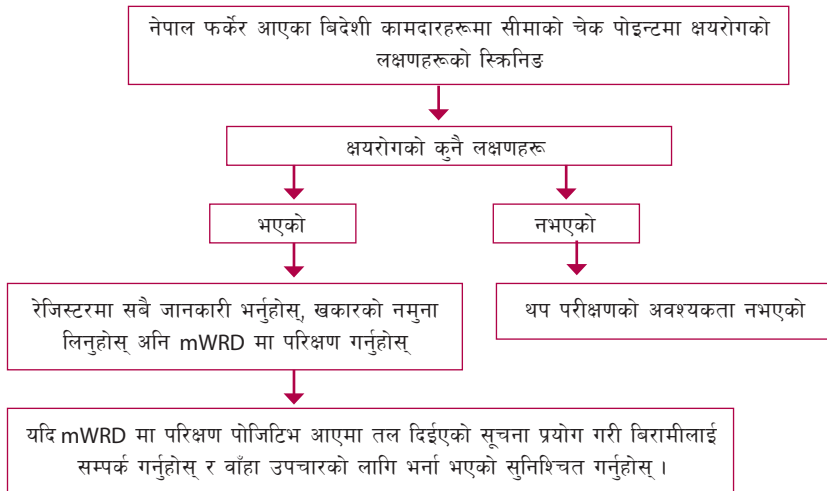 नेपाल फर्केर आएका बिदेशी कामदारहरूमा सीमाको चेक पोइन्टमा क्षयरोगको
लक्षणहरूको स्क्रिनिङ
क्षयरोगको कुनै लक्षणहरू
भएको
नभएको
रेजिस्टरमा सबै जानकारी भर्नुहोस्, खकारको नमुना
लिनुहोस् अनि mWRD मा परिक्षण गर्नुहोस्
थप परीक्षणको अवश्यकता नभएको
यदि mWRD मा परिक्षण पोजिटिभ आएमा तल दिईएको सूचना प्रयोग गरी बिरामीलाई
सम्पर्क गर्नुहोस् र वाँहा उपचारको लागि भर्ना भएको सुनिश्चित गर्नुहोस् ।